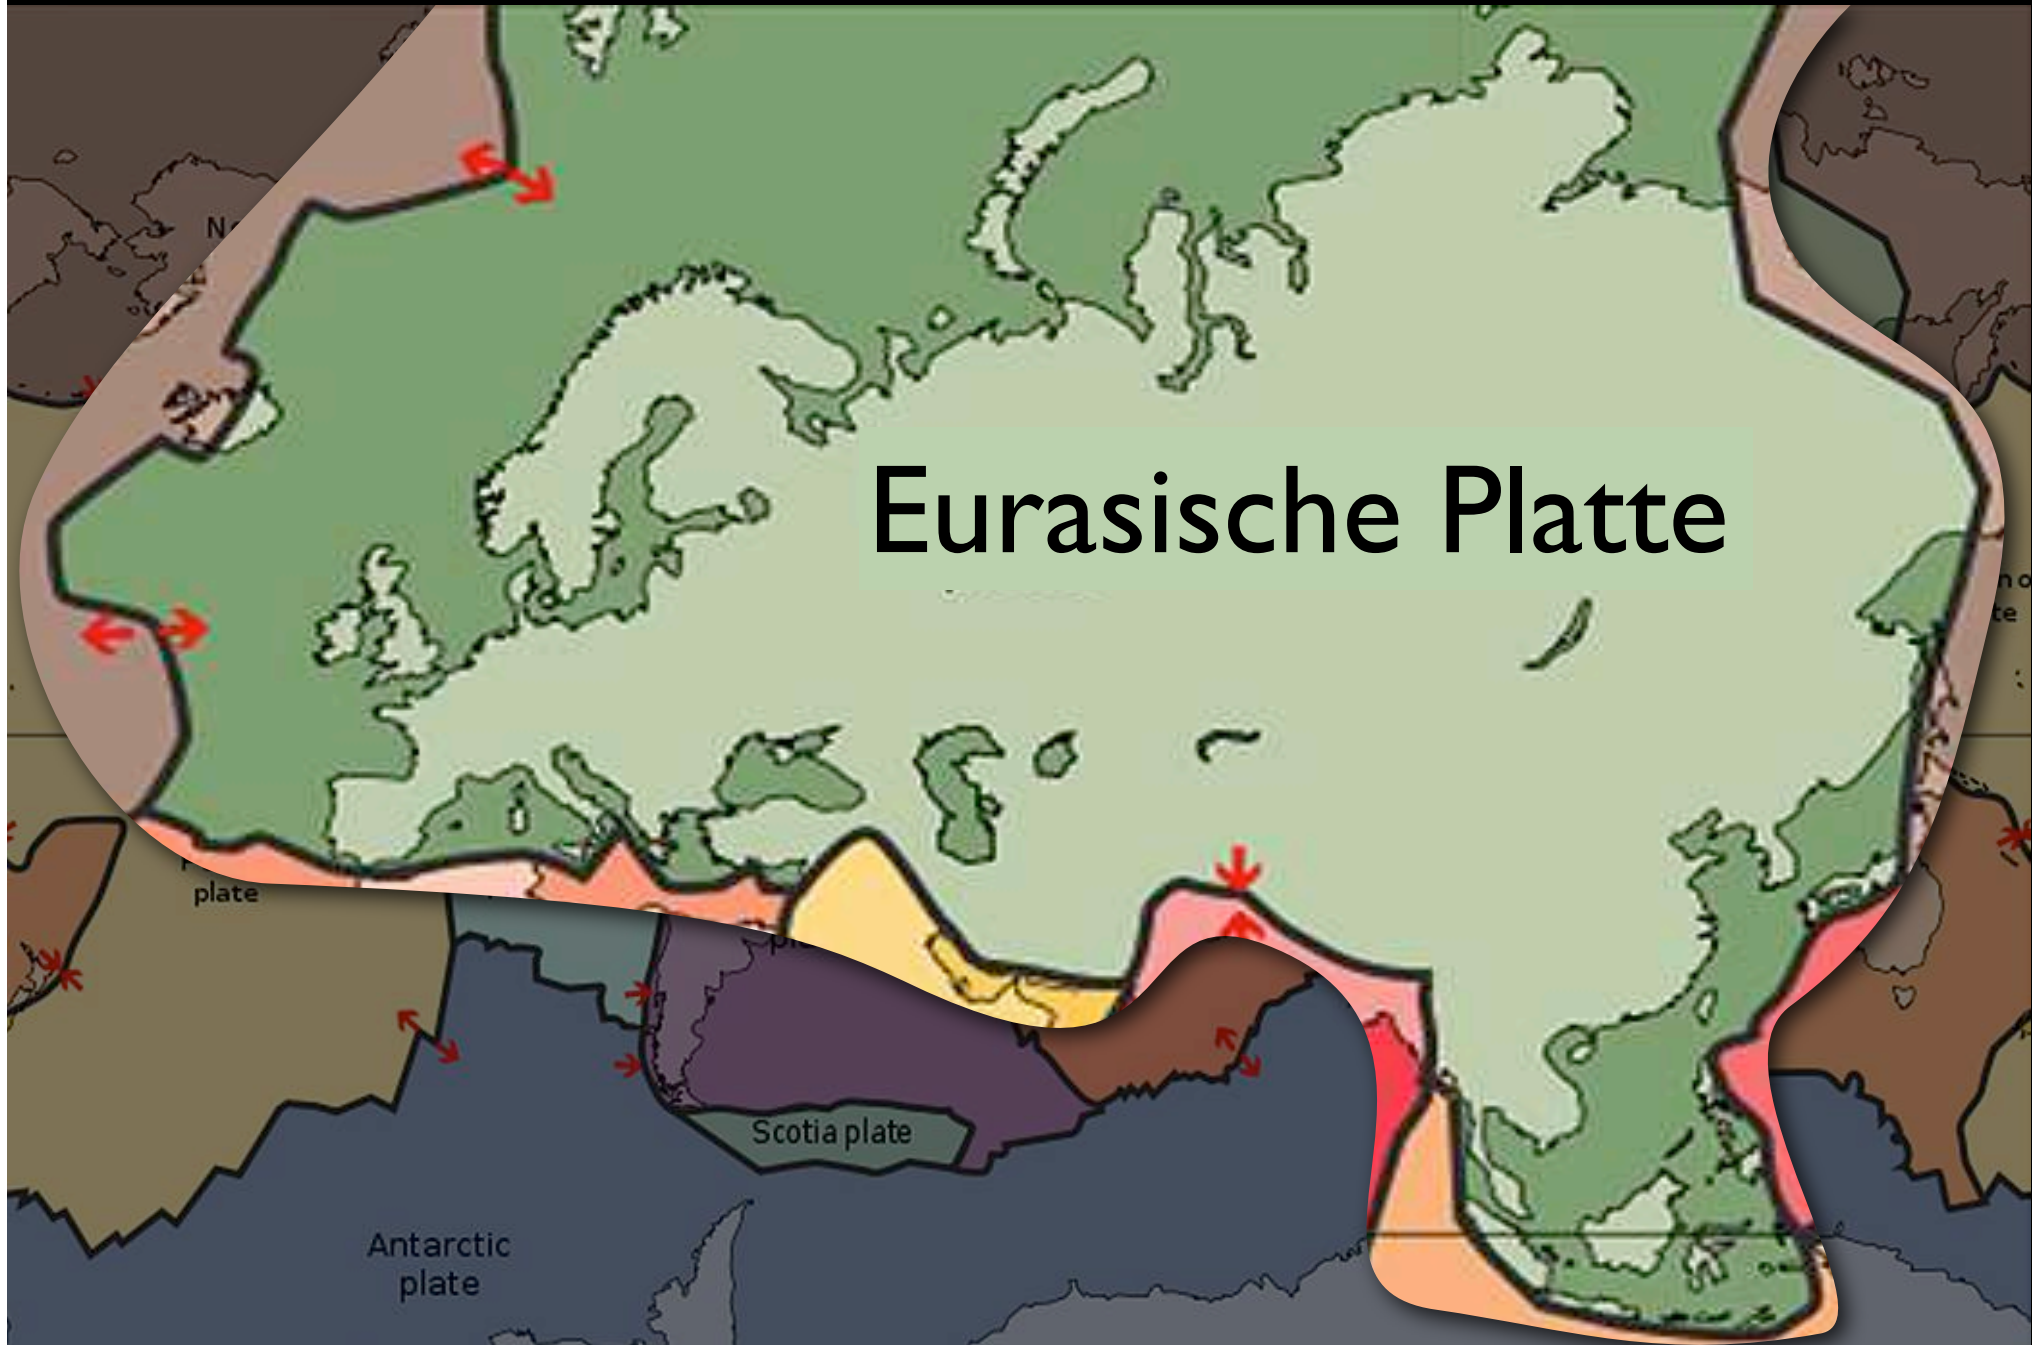 Eurasische Platte
plate
Scotia plate
Antarctic
plate